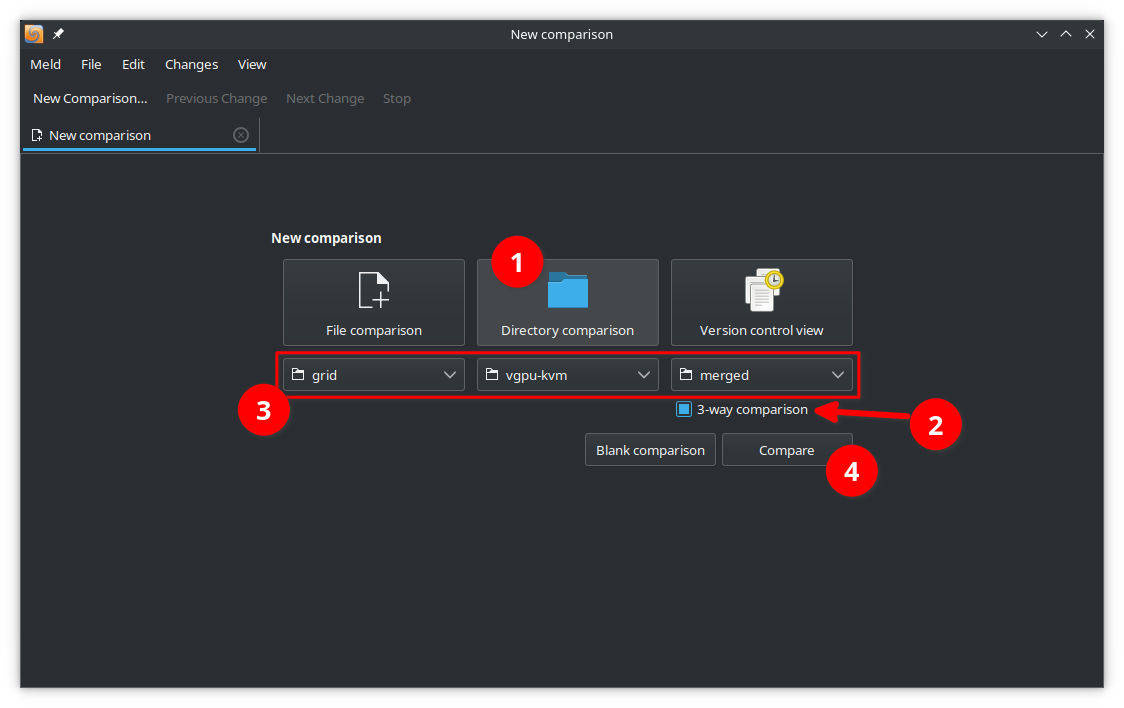 New comparison
Meld File Edit Changes View
New Comparison... Previous Change Next Change Stop
New comparison
New comparison
1
File comparison Directory comparison Version control view
grid vgpu-kvm merged
3
3-way comparison
2
Blank comparison Compare
4